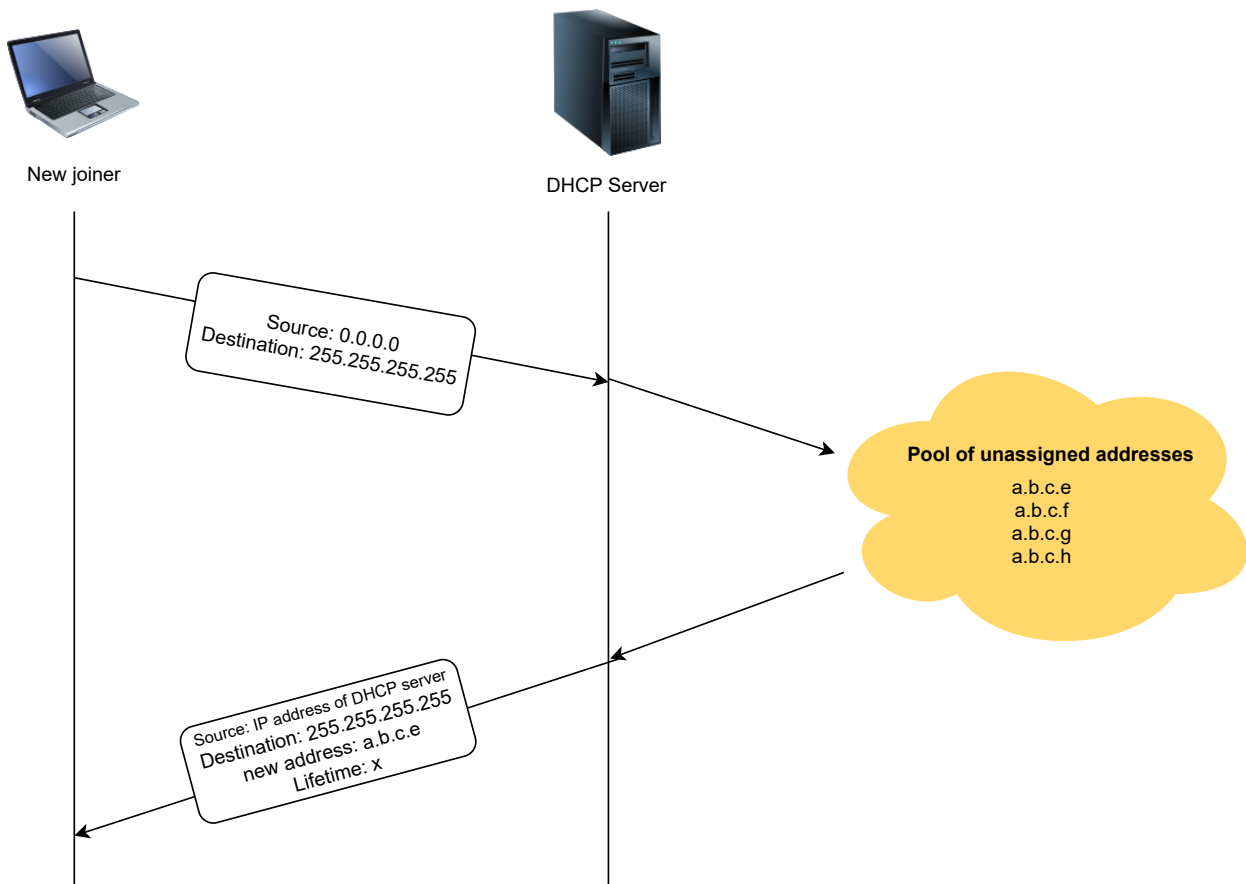 New joiner
DHCP Server
Source: 0.0.0.0
Destination: 255.255.255.255
Pool of unassigned addresses
a.b.c.e
a.b.c.f
a.b.c.g
a.b.c.h
Source: IP address of DHCP server
Destination: 255.255.255.255
new address: a.b.c.e
Lifetime: x